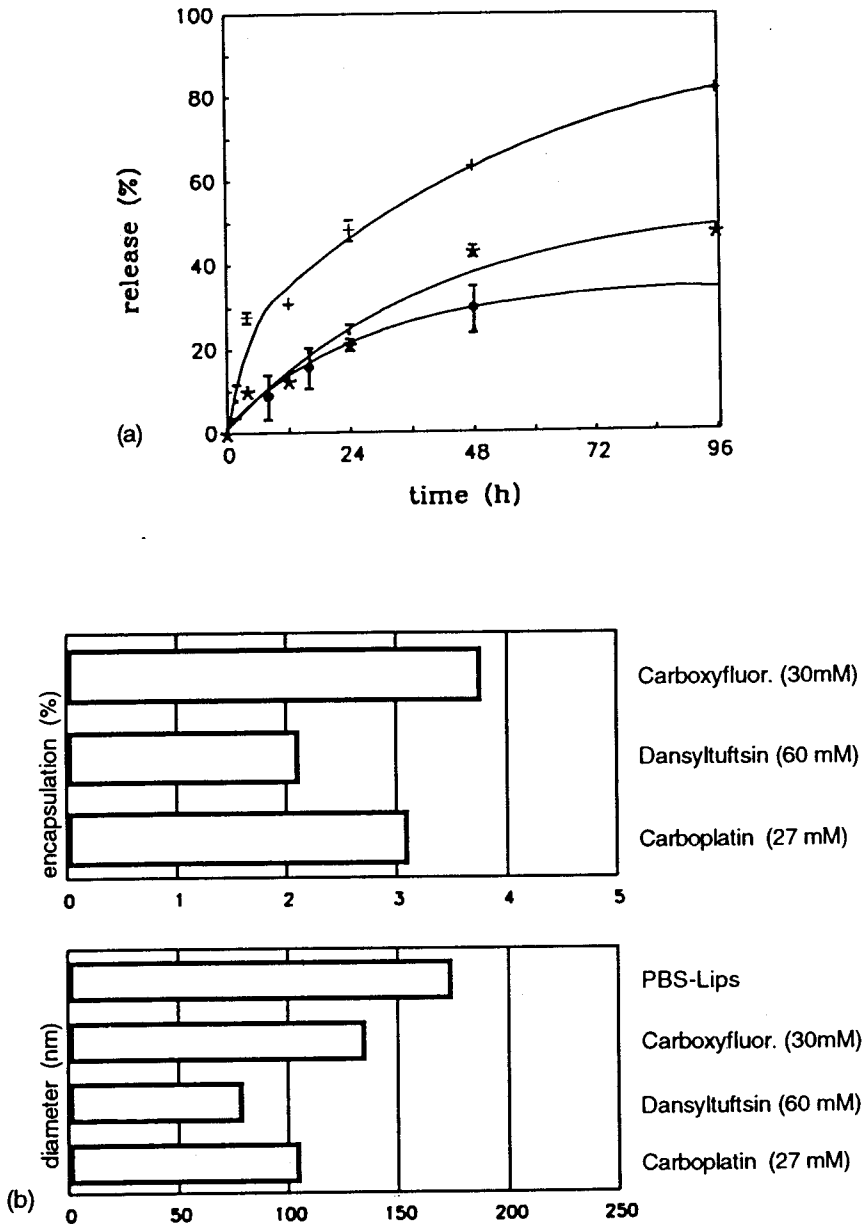 100
80
60
40
20
0
release (%)
(a)
0 24 48 72 96
time (h)
encapsulation (%)
Carboxyfluor. (30mM)
Dansyltuftsin (60 mM)
Carboplatin (27 mM)
0 1 2 3 4 5
diameter (nm)
PBS-Lips
Carboxyfluor. (30mM)
Dansyltuftsin (60 mM)
Carboplatin (27 mM)
(b)
0 50 100 150 200 250